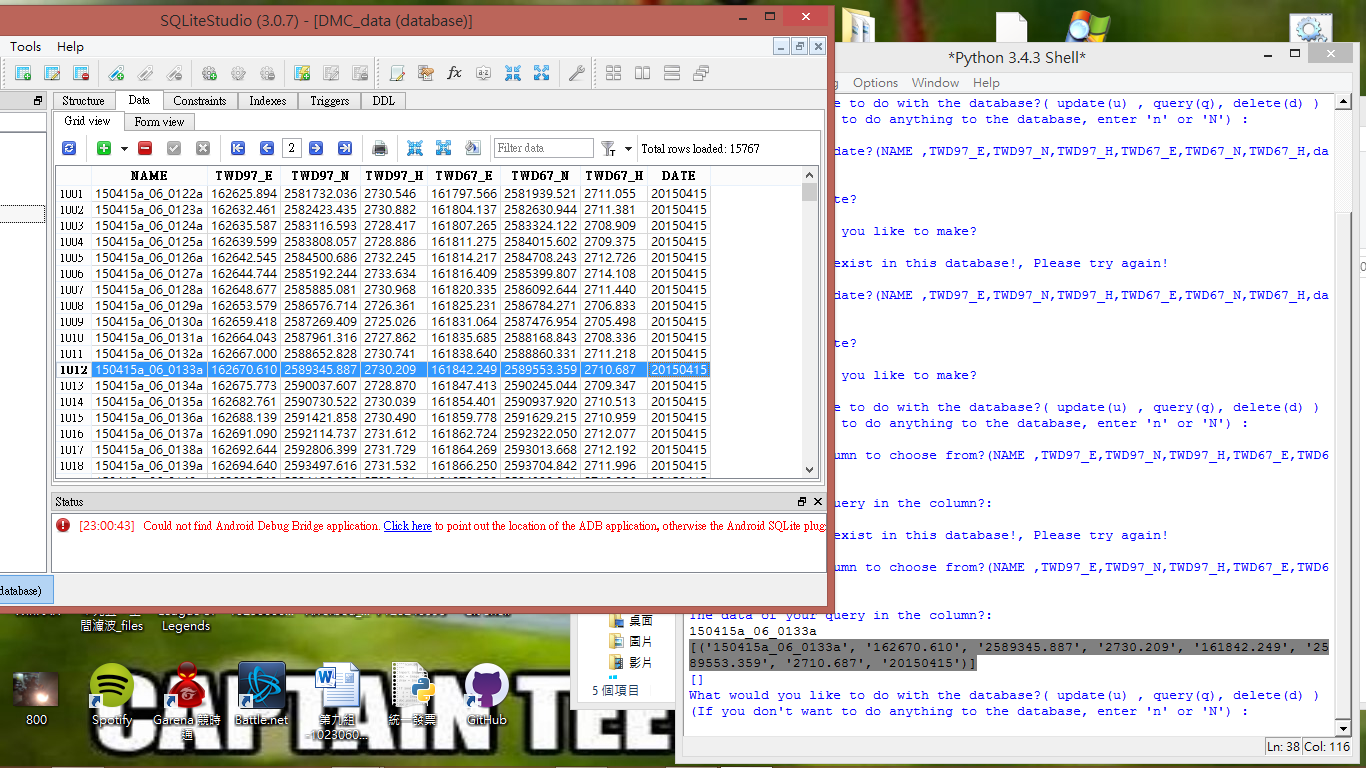 SQLiteStudio (3.0.7) - [DMC_data (database)]
Tools Help
Structure Data Constraints Indexes Triggers DDL
Grid view Form view
2 Filter data Total rows loaded: 15767
NAME TWD97_E TWD97_N TWD97_H TWD67_E TWD67_N TWD67_H DATE
1001 150415a_06_0122a 162625.894 2581732.036 2730.546 161797.566 2581939.521 2711.055 20150415
1002 150415a_06_0123a 162632.461 2582423.435 2730.882 161804.137 2582630.944 2711.381 20150415
1003 150415a_06_0124a 162635.587 2583116.593 2728.417 161807.265 2583324.122 2708.909 20150415
1004 150415a_06_0125a 162639.599 2583808.057 2728.886 161811.275 2584015.602 2709.375 20150415
1005 150415a_06_0126a 162642.545 2584500.686 2732.245 161814.217 2584708.243 2712.726 20150415
1006 150415a_06_0127a 162644.744 2585192.244 2733.634 161816.409 2585399.807 2714.108 20150415
1007 150415a_06_0128a 162648.677 2585885.081 2730.968 161820.335 2586092.644 2711.440 20150415
1008 150415a_06_0129a 162653.579 2586576.714 2726.361 161825.231 2586784.271 2706.833 20150415
1009 150415a_06_0130a 162659.418 2587269.409 2725.026 161831.064 2587476.954 2705.498 20150415
1010 150415a_06_0131a 162664.043 2587961.316 2727.862 161835.685 2588168.843 2708.336 20150415
1011 150415a_06_0132a 162667.000 2588652.828 2730.741 161838.640 2588860.331 2711.218 20150415
1012 150415a_06_0133a 162670.610 2589345.887 2730.209 161842.249 2589553.359 2710.687 20150415
1013 150415a_06_0134a 162675.773 2590037.607 2728.870 161847.413 2590245.044 2709.347 20150415
1014 150415a_06_0135a 162682.761 2590730.522 2730.039 161854.401 2590937.920 2710.513 20150415
1015 150415a_06_0136a 162688.139 2591421.858 2730.490 161859.778 2591629.215 2710.959 20150415
1016 150415a_06_0137a 162691.090 2592114.737 2731.612 161862.724 2592322.050 2712.077 20150415
1017 150415a_06_0138a 162692.644 2592806.399 2731.729 161864.269 2593013.668 2712.192 20150415
1018 150415a_06_0139a 162694.640 2593497.616 2731.532 161866.250 2593704.842 2711.996 20150415
Status
[23:00:43] Could not find Android Debug Bridge application. Click here to point out the location of the ADB application, otherwise the Android SQLite plug
database)
*Python 3.4.3 Shell*
Options Window Help
e to do with the database?( update(u) , query(q), delete(d) )
to do anything to the database, enter 'n' or 'N') :
date?(NAME ,TWD97_E,TWD97_N,TWD97_H,TWD67_E,TWD67_N,TWD67_H,da
te?
you like to make?
exist in this database!, Please try again!
date?(NAME ,TWD97_E,TWD97_N,TWD97_H,TWD67_E,TWD67_N,TWD67_H,da
te?
you like to make?
e to do with the database?( update(u) , query(q), delete(d) )
to do anything to the database, enter 'n' or 'N') :
umn to choose from?(NAME ,TWD97_E,TWD97_N,TWD97_H,TWD67_E,TWD6
uery in the column?:
exist in this database!, Please try again!
umn to choose from?(NAME ,TWD97_E,TWD97_N,TWD97_H,TWD67_E,TWD6
The data of your query in the column?:
150415a_06_0133a
[('150415a_06_0133a', '162670.610', '2589345.887', '2730.209', '161842.249', '25
89553.359', '2710.687', '20150415')]
[]
What would you like to do with the database?( update(u) , query(q), delete(d) )
(If you don't want to do anything to the database, enter 'n' or 'N') :
Ln: 38 Col: 116
桌面
圖片
影片
5 個項目
間濾波_files
Legends
800
Spotify
Garena 競時通
Battle.net
第九組
-1023060...
統一發票
GitHub
CAPTAIN TEE